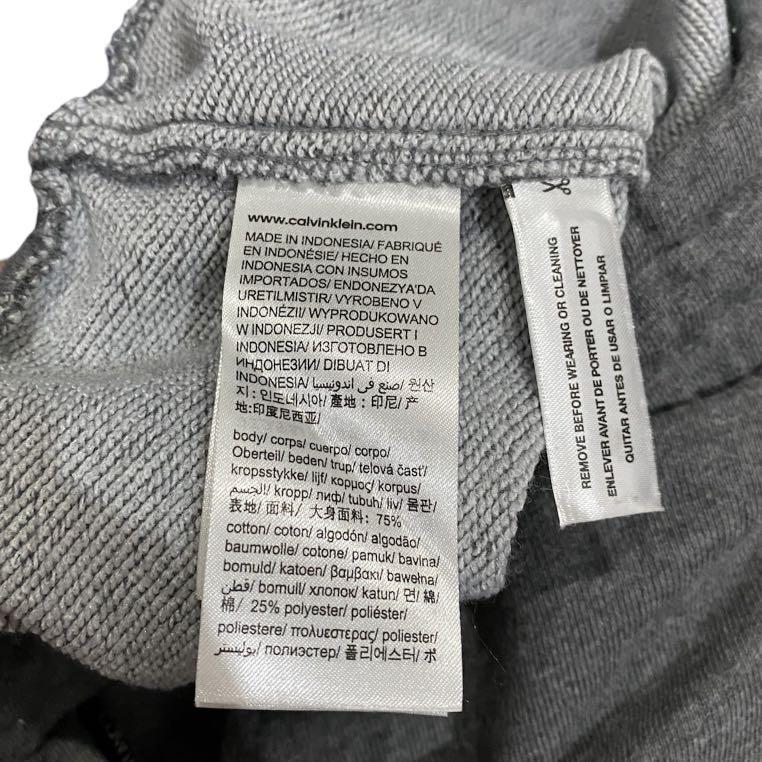 www.calvinklein.com
MADE IN INDONESIA/ FABRIQUÉ
EN INDONÉSIE/ HECHO EN
INDONESIA CON INSUMOS
IMPORTADOS/ ENDONEZYA'DA
URETILMISTIR/ VYROBENO V
INDONÉZII/ WYPRODUKOWANO
W INDONEZJI/ PRODUSERT I
INDONESIA/ ИЗГОТОВЛЕНО В
ИНДОНЕЗИИ/ DIBUAT DI
INDONESIA/ صنع في اندونيسيا/ 원산
지: 인도네시아/ 產地：印尼/ 产
地:印度尼西亚/
body/ corps/ cuerpo/ corpo/
Oberteil/ beden/ trup/ tělová časť/
kropsstykke/ lijf/ κορμος/ korpus/
الجسم/ kropp/ лиф/ tubuh/ liv/ 몸판/
表地/ 面料/ 大身面料: 75%
cotton/ coton/ algodón/ algodão/
baumwolle/ cotone/ pamuk/ bavlna/
bomuld/ katoen/ βαμβακι/ bawełna/
قطن/ bomull/ хлопок/ katun/ 면/ 綿/
棉/ 25% polyester/ poliéster/
poliestere/ πολυεστερας/ poliester/
بوليستر/ полиэстер/ 폴리에스터/ ポ
REMOVE BEFORE WEARING OR CLEANING
ENLEVER AVANT DE PORTER OU DE NETTOYER
QUITAR ANTES DE USAR O LIMPIAR